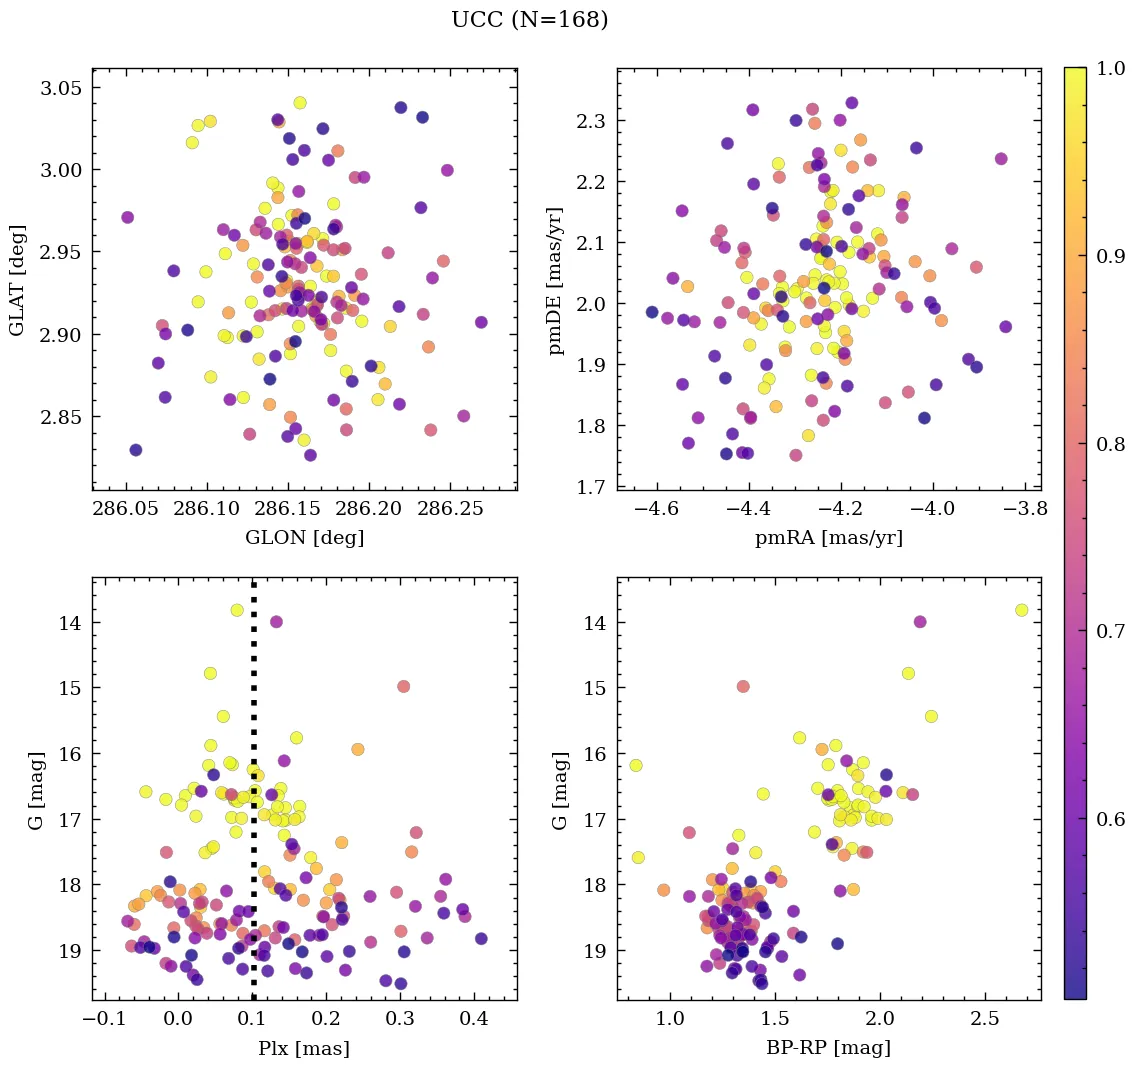 UCC (N=168)
3.05
3.00
2.95
2.90
2.85
GLAT [deg]
286.05 286.10 286.15 286.20 286.25
GLON [deg]
2.3
2.2
2.1
2.0
1.9
1.8
1.7
pmDE [mas/yr]
−4.6 −4.4 −4.2 −4.0 −3.8
pmRA [mas/yr]
14
15
16
17
18
19
G [mag]
−0.1 0.0 0.1 0.2 0.3 0.4
Plx [mas]
14
15
16
17
18
19
G [mag]
1.0 1.5 2.0 2.5
BP-RP [mag]
1.0
0.9
0.8
0.7
0.6